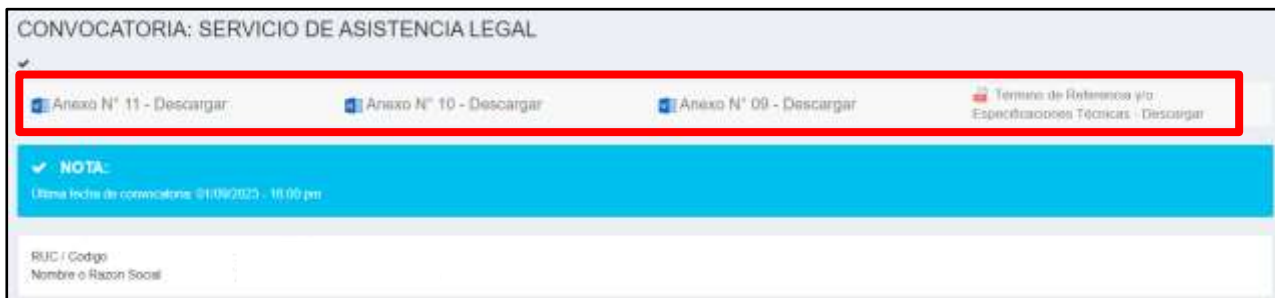 CONVOCATORIA: SERVICIO DE ASISTENCIA LEGAL
Anexo N° 11 - Descargar
Anexo N° 10 - Descargar
Anexo N° 09 - Descargar
Termino de Referencia y/o
Especificaciones Técnicas - Descargar
NOTA:
Ultima fecha de convocatoria: 01/09/2023 - 18:00 pm
RUC / Codigo
Nombre o Razon Social